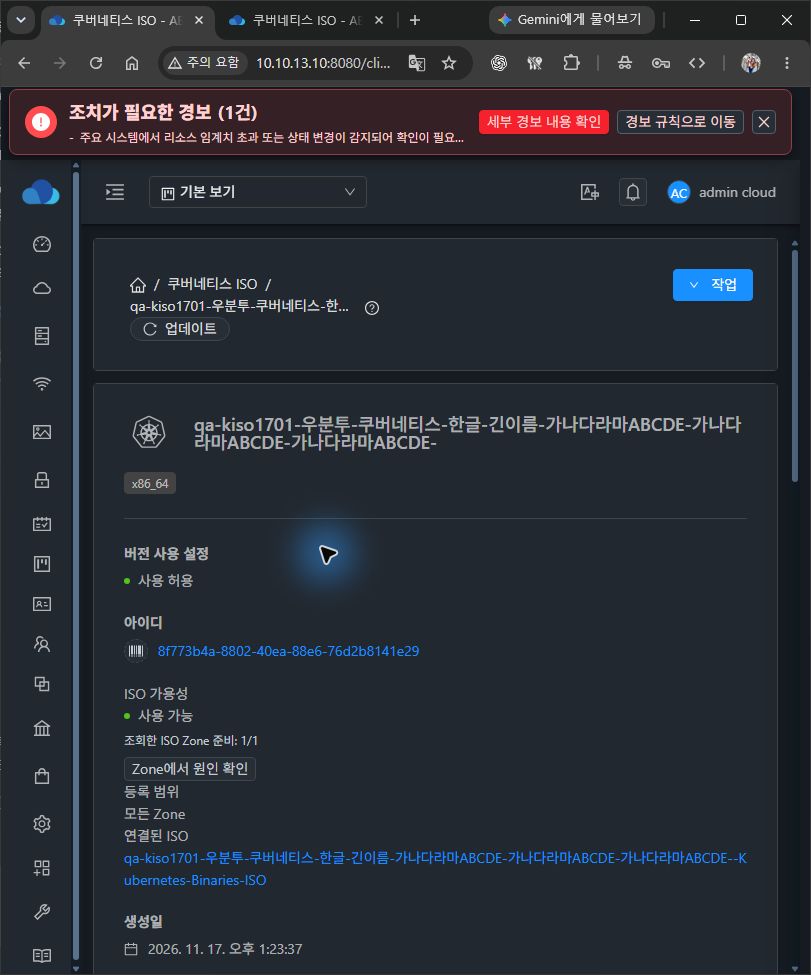 쿠버네티스 ISO - AB
쿠버네티스 ISO - AB
Gemini에게 물어보기
주의 요함
10.10.13.10:8080/cli...
조치가 필요한 경보 (1건)
- 주요 시스템에서 리소스 임계치 초과 또는 상태 변경이 감지되어 확인이 필요...
세부 경보 내용 확인
경보 규칙으로 이동
기본 보기
AC
admin cloud
/ 쿠버네티스 ISO /
qa-kiso1701-우분투-쿠버네티스-한...
업데이트
작업
qa-kiso1701-우분투-쿠버네티스-한글-긴이름-가나다라마ABCDE-가나다
라마ABCDE-가나다라마ABCDE-
x86_64
버전 사용 설정
사용 허용
아이디
8f773b4a-8802-40ea-88e6-76d2b8141e29
ISO 가용성
사용 가능
조회한 ISO Zone 준비: 1/1
Zone에서 원인 확인
등록 범위
모든 Zone
연결된 ISO
qa-kiso1701-우분투-쿠버네티스-한글-긴이름-가나다라마ABCDE-가나다라마ABCDE-가나다라마ABCDE--K
ubernetes-Binaries-ISO
생성일
2026. 11. 17. 오후 1:23:37